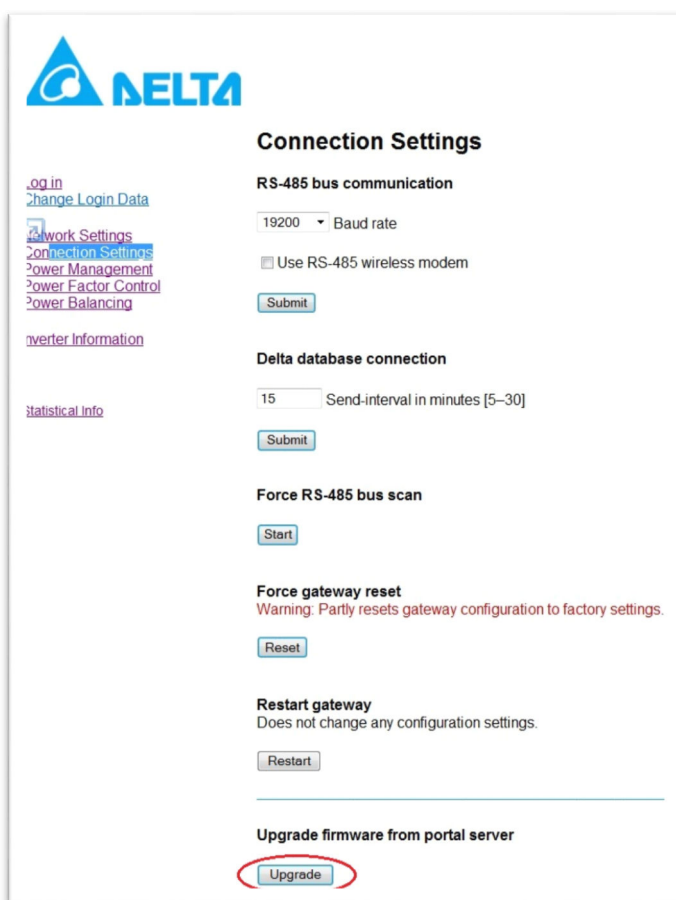 DELTA
Connection Settings
.og in
Change Login Data
Network Settings
Connection Settings
Power Management
Power Factor Control
Power Balancing
nverter Information
Statistical Info
RS-485 bus communication
19200 Baud rate
Use RS-485 wireless modem
Submit
Delta database connection
15 Send-interval in minutes [5–30]
Submit
Force RS-485 bus scan
Start
Force gateway reset
Warning: Partly resets gateway configuration to factory settings.
Reset
Restart gateway
Does not change any configuration settings.
Restart
Upgrade firmware from portal server
Upgrade